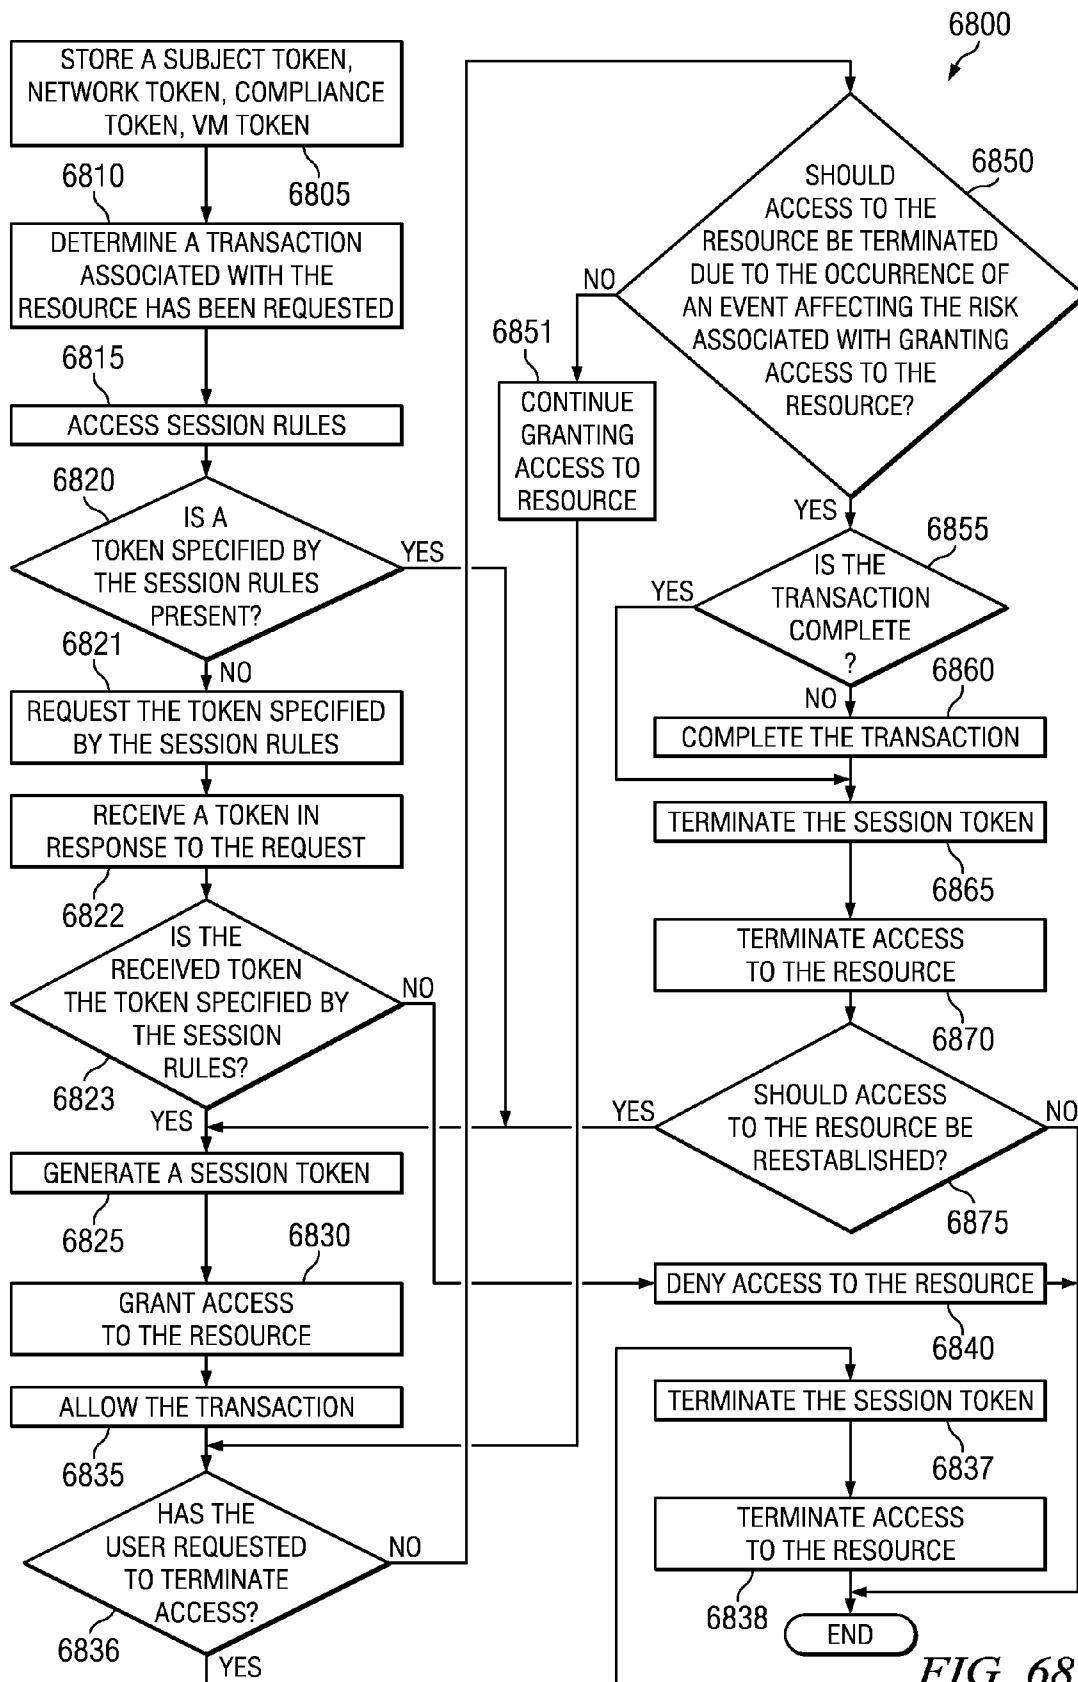 6800
STORE A SUBJECT TOKEN,
NETWORK TOKEN, COMPLIANCE
TOKEN, VM TOKEN
6805
6810
DETERMINE A TRANSACTION
ASSOCIATED WITH THE
RESOURCE HAS BEEN REQUESTED
6815
ACCESS SESSION RULES
6820
IS A
TOKEN SPECIFIED BY
THE SESSION RULES
PRESENT?
YES
NO
6821
REQUEST THE TOKEN SPECIFIED
BY THE SESSION RULES
RECEIVE A TOKEN IN
RESPONSE TO THE REQUEST
6822
IS THE
RECEIVED TOKEN
THE TOKEN SPECIFIED BY
THE SESSION
RULES?
NO
6823
YES
GENERATE A SESSION TOKEN
6825
6830
GRANT ACCESS
TO THE RESOURCE
ALLOW THE TRANSACTION
6835
HAS THE
USER REQUESTED
TO TERMINATE
ACCESS?
NO
6836
YES
6850
SHOULD
ACCESS TO THE
RESOURCE BE TERMINATED
DUE TO THE OCCURRENCE OF
AN EVENT AFFECTING THE RISK
ASSOCIATED WITH GRANTING
ACCESS TO THE
RESOURCE?
NO
6851
CONTINUE
GRANTING
ACCESS TO
RESOURCE
YES
6855
IS THE
TRANSACTION
COMPLETE
?
YES
NO
6860
COMPLETE THE TRANSACTION
TERMINATE THE SESSION TOKEN
6865
TERMINATE ACCESS
TO THE RESOURCE
6870
SHOULD ACCESS
TO THE RESOURCE BE
REESTABLISHED?
YES
NO
6875
DENY ACCESS TO THE RESOURCE
6840
TERMINATE THE SESSION TOKEN
6837
TERMINATE ACCESS
TO THE RESOURCE
6838
END
FIG. 68